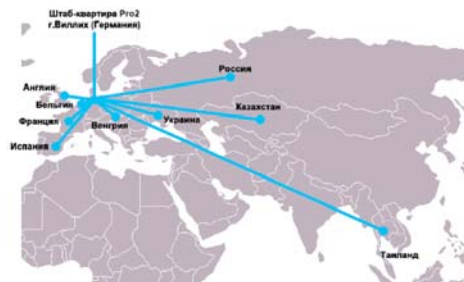 Штаб-квартира Pro2
г.Виллих (Германия)
Россия
Англия
Бельгия
Казахстан
Франция
Украина
Венгрия
Испания
Таиланд